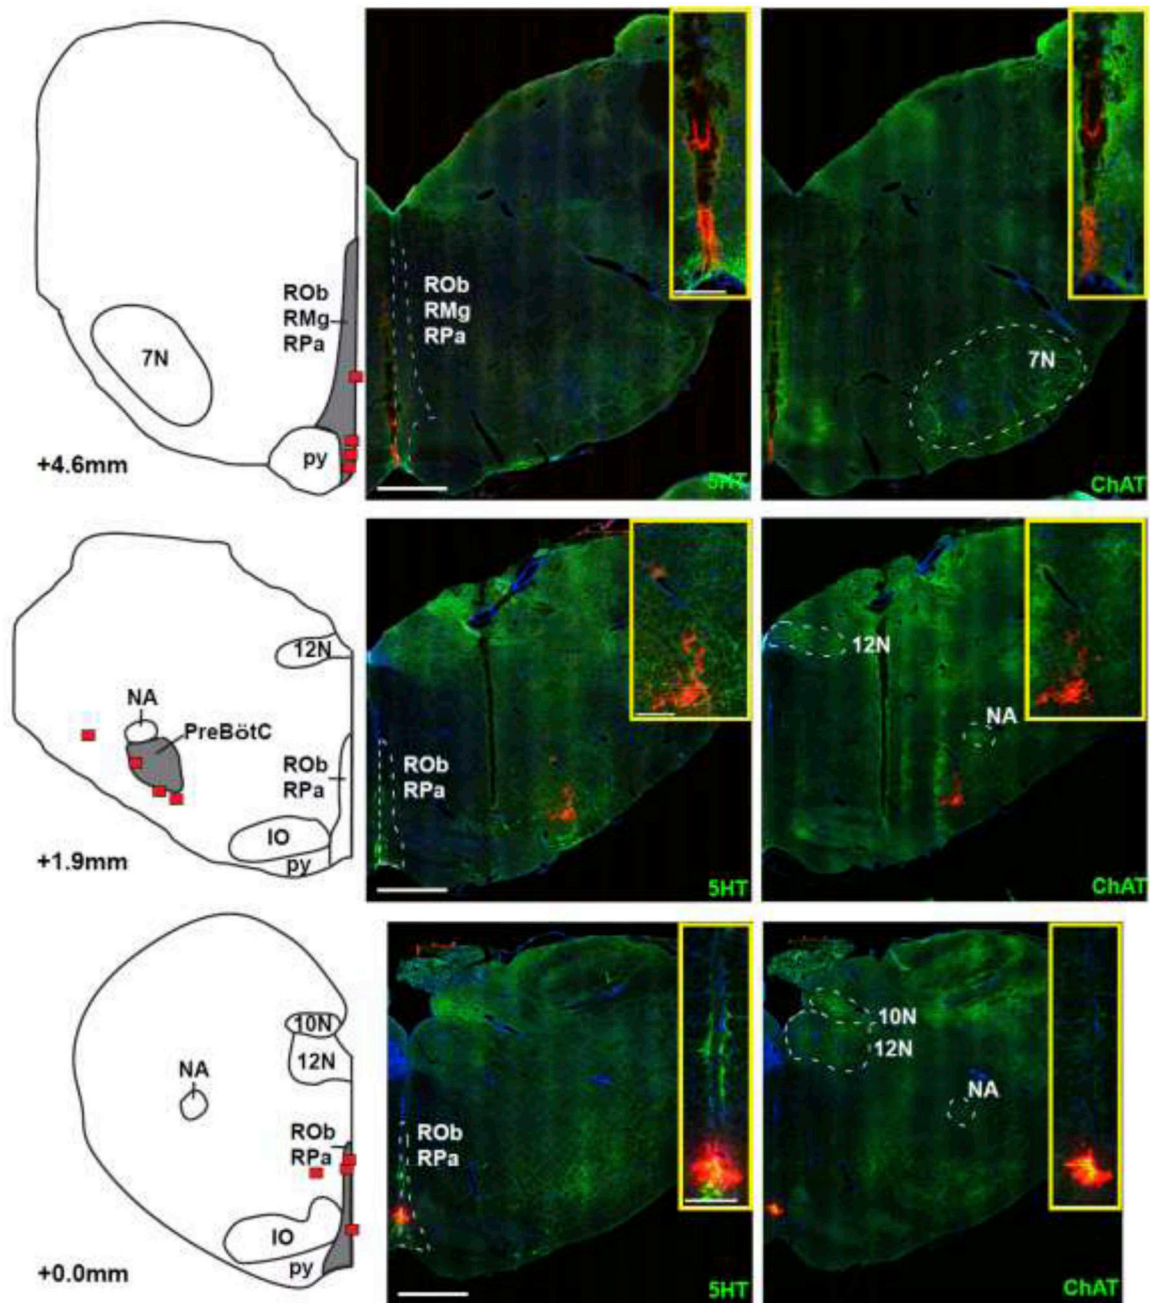 ROb
RMg
RPa
7N
py
+4.6mm
ROb
RMg
RPa
5HT
7N
ChAT
12N
NA
PreBötC
ROb
RPa
IO
py
+1.9mm
ROb
RPa
5HT
12N
NA
ChAT
10N
12N
NA
ROb
RPa
IO
py
+0.0mm
ROb
RPa
5HT
10N
12N
NA
ChAT